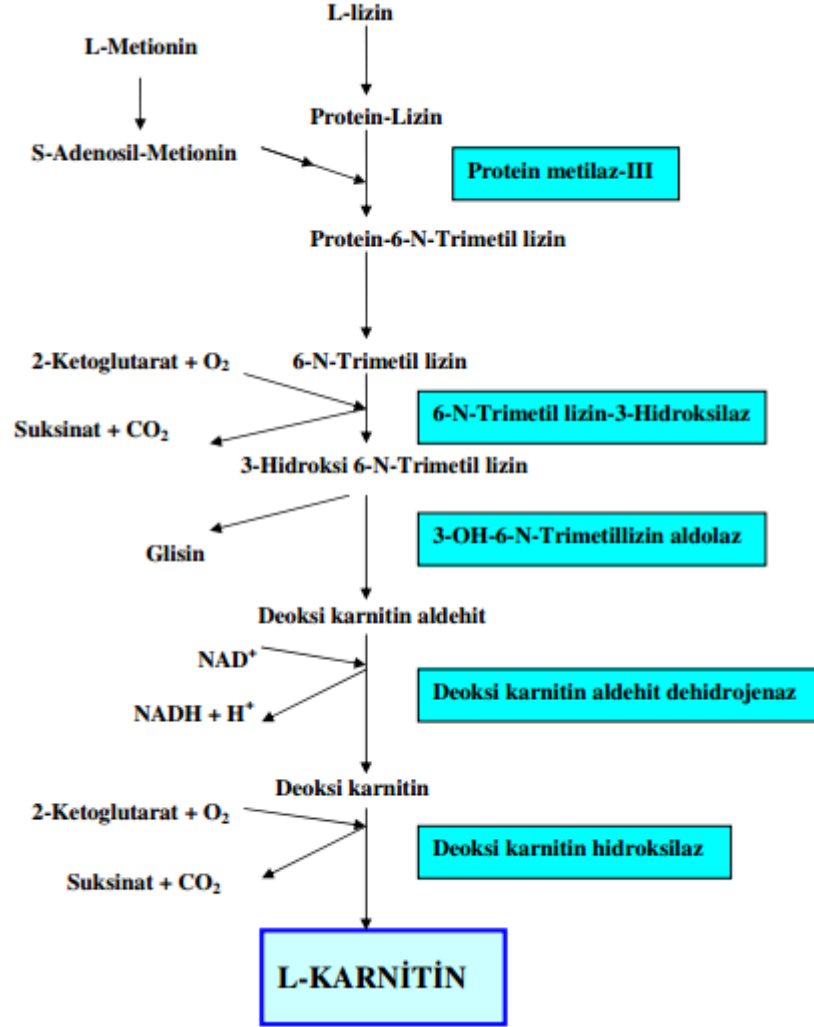 L-lizin
L-Metionin
Protein-Lizin
S-Adenosil-Metionin
Protein metilaz-III
Protein-6-N-Trimetil lizin
2-Ketoglutarat + O₂
6-N-Trimetil lizin
6-N-Trimetil lizin-3-Hidroksilaz
Suksinat + CO₂
3-Hidroksi 6-N-Trimetil lizin
3-OH-6-N-Trimetillizin aldolaz
Glisin
Deoksi karnitin aldehit
NAD⁺
Deoksi karnitin aldehit dehidrojenaz
NADH + H⁺
Deoksi karnitin
2-Ketoglutarat + O₂
Deoksi karnitin hidroksilaz
Suksinat + CO₂
L-KARNİTİN